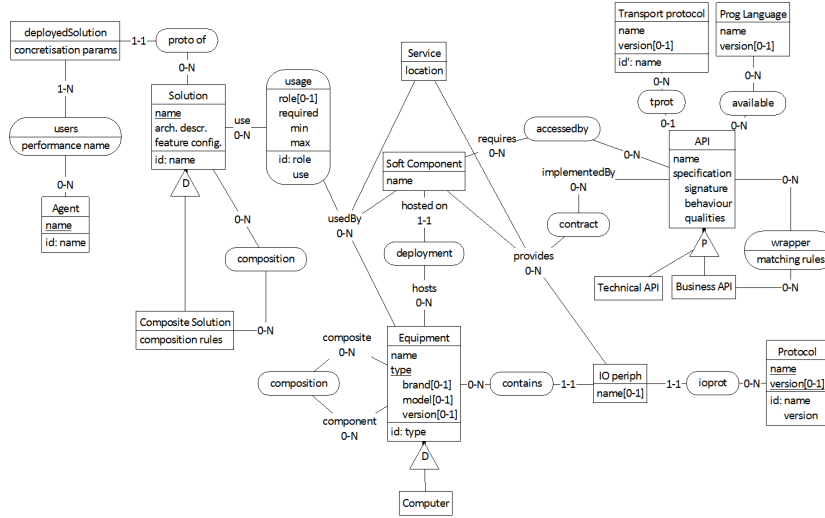 deployedSolution
concretisation params
1-1
proto of
0-N
1-N
users
performance name
0-N
Agent
name
id: name
Solution
name
arch. descr.
feature config.
id: name
D
use
0-N
usage
role[0-1]
required
min
max
id: role
use
0-N
composition
0-N
Composite Solution
composition rules
Service
location
Soft Component
name
usedBy
0-N
hosted on
1-1
deployment
hosts
0-N
requires
0-N
accessedby
0-N
implementedBy
0-N
contract
provides
0-N
Transport protocol
name
version[0-1]
id': name
0-N
tprot
0-1
Prog Language
name
version[0-1]
0-N
available
0-N
API
name
specification
signature
behaviour
qualities
P
0-N
wrapper
matching rules
0-N
Technical API
Business API
composite
0-N
composition
component
0-N
Equipment
name
type
brand[0-1]
model[0-1]
version[0-1]
id: type
D
Computer
0-N
contains
1-1
IO periph
name[0-1]
1-1
ioprot
0-N
Protocol
name
version[0-1]
id: name
version